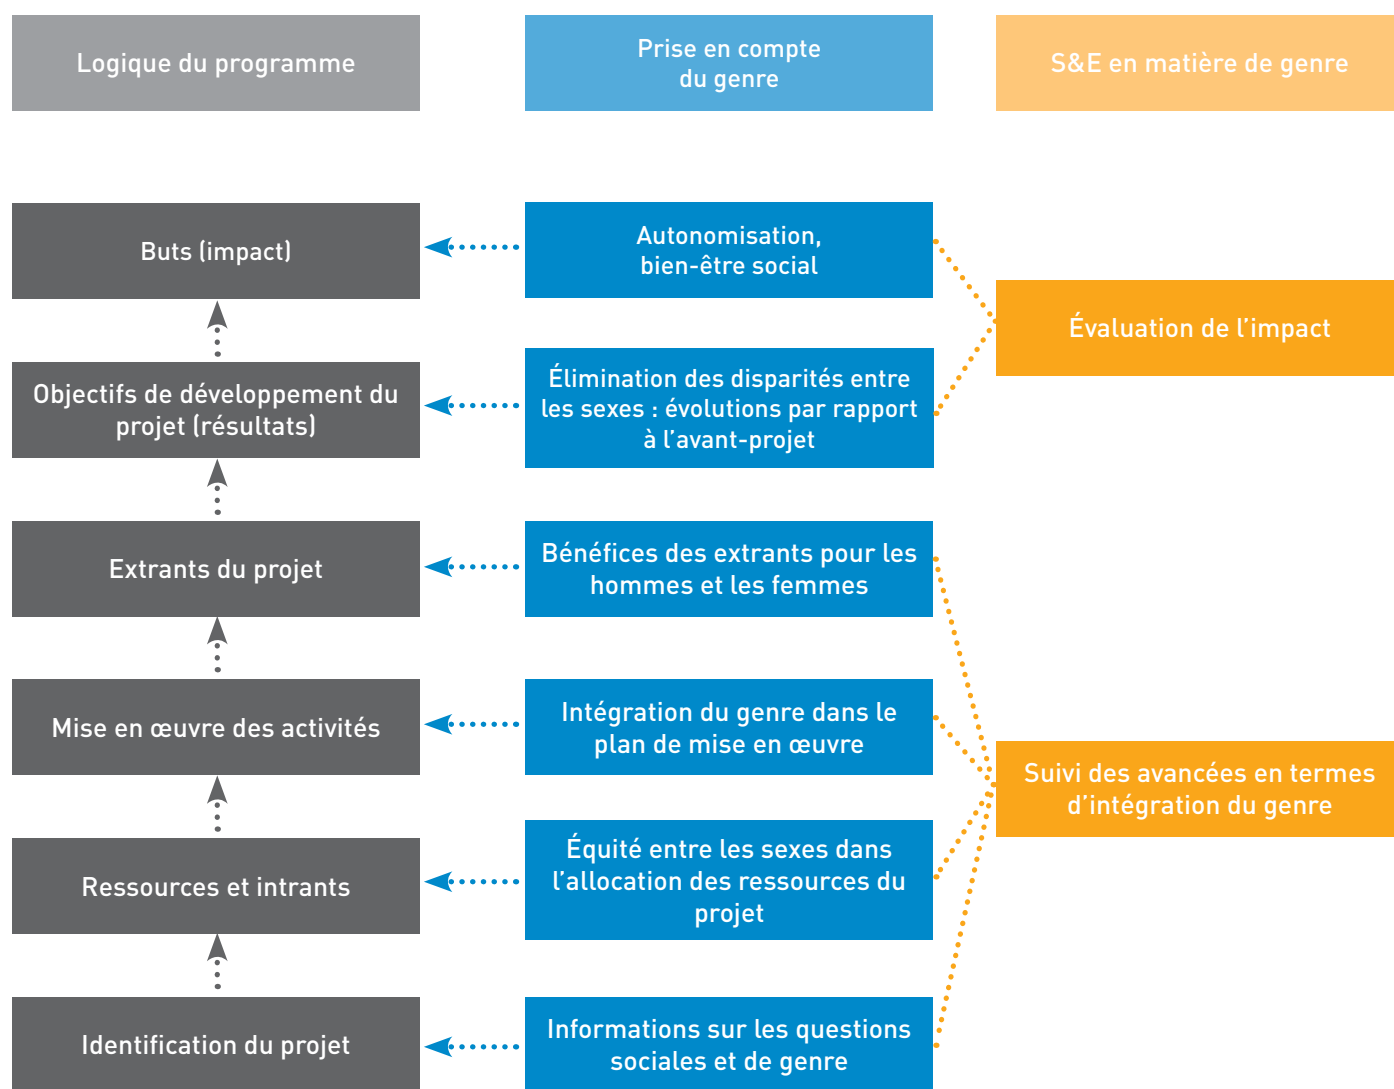 Logique du programme
Prise en compte
du genre
S&E en matière de genre
Buts (impact)
Autonomisation,
bien-être social
Évaluation de l’impact
Objectifs de développement du
projet (résultats)
Élimination des disparités entre
les sexes : évolutions par rapport
à l’avant-projet
Extrants du projet
Bénéfices des extrants pour les
hommes et les femmes
Mise en œuvre des activités
Intégration du genre dans le
plan de mise en œuvre
Suivi des avancées en termes
d’intégration du genre
Ressources et intrants
Équité entre les sexes dans
l’allocation des ressources du
projet
Identification du projet
Informations sur les questions
sociales et de genre